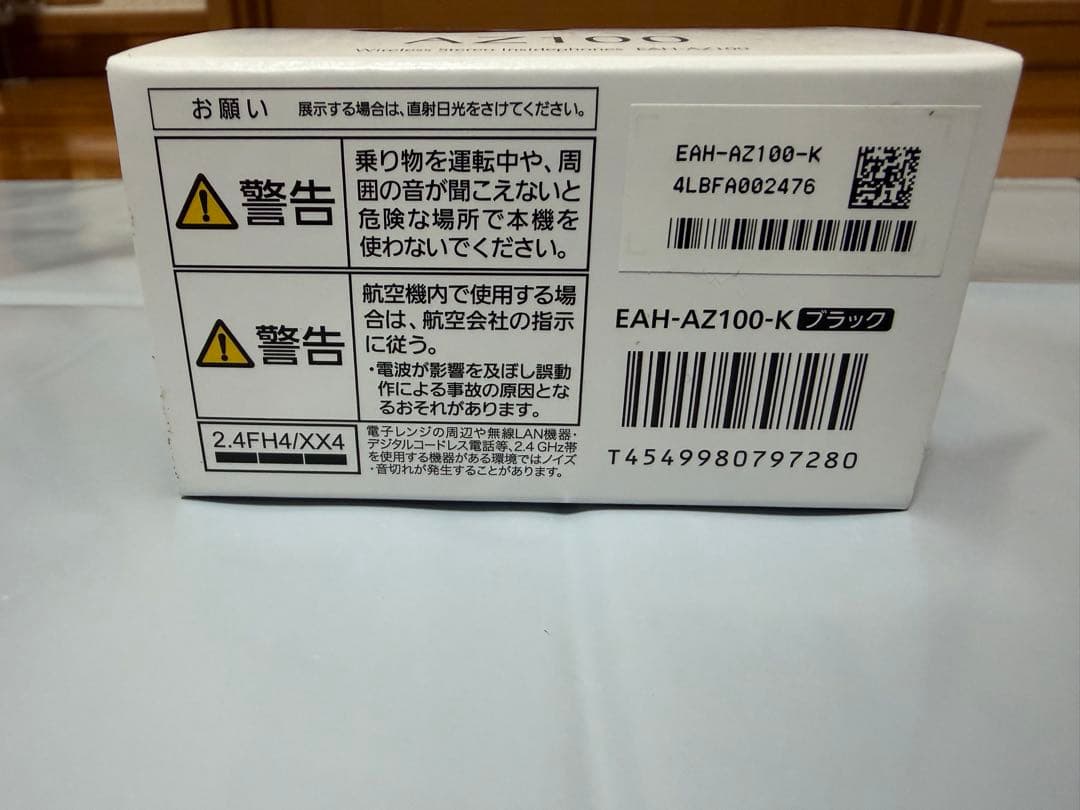 AZ100
Wireless Stereo Insidephones EAH-AZ100
お願い 展示する場合は、直射日光をさけてください。
警告
乗り物を運転中や、周
囲の音が聞こえないと
危険な場所で本機を
使わないでください。
警告
航空機内で使用する場
合は、航空会社の指示
に従う。
・電波が影響を及ぼし誤動
作による事故の原因とな
るおそれがあります。
2.4FH4/XX4
電子レンジの周辺や無線LAN機器・
デジタルコードレス電話等、2.4 GHz帯
を使用する機器がある環境ではノイズ
・音切れが発生することがあります。
EAH-AZ100-K
4LBFA002476
EAH-AZ100-K ブラック
T4549980797280